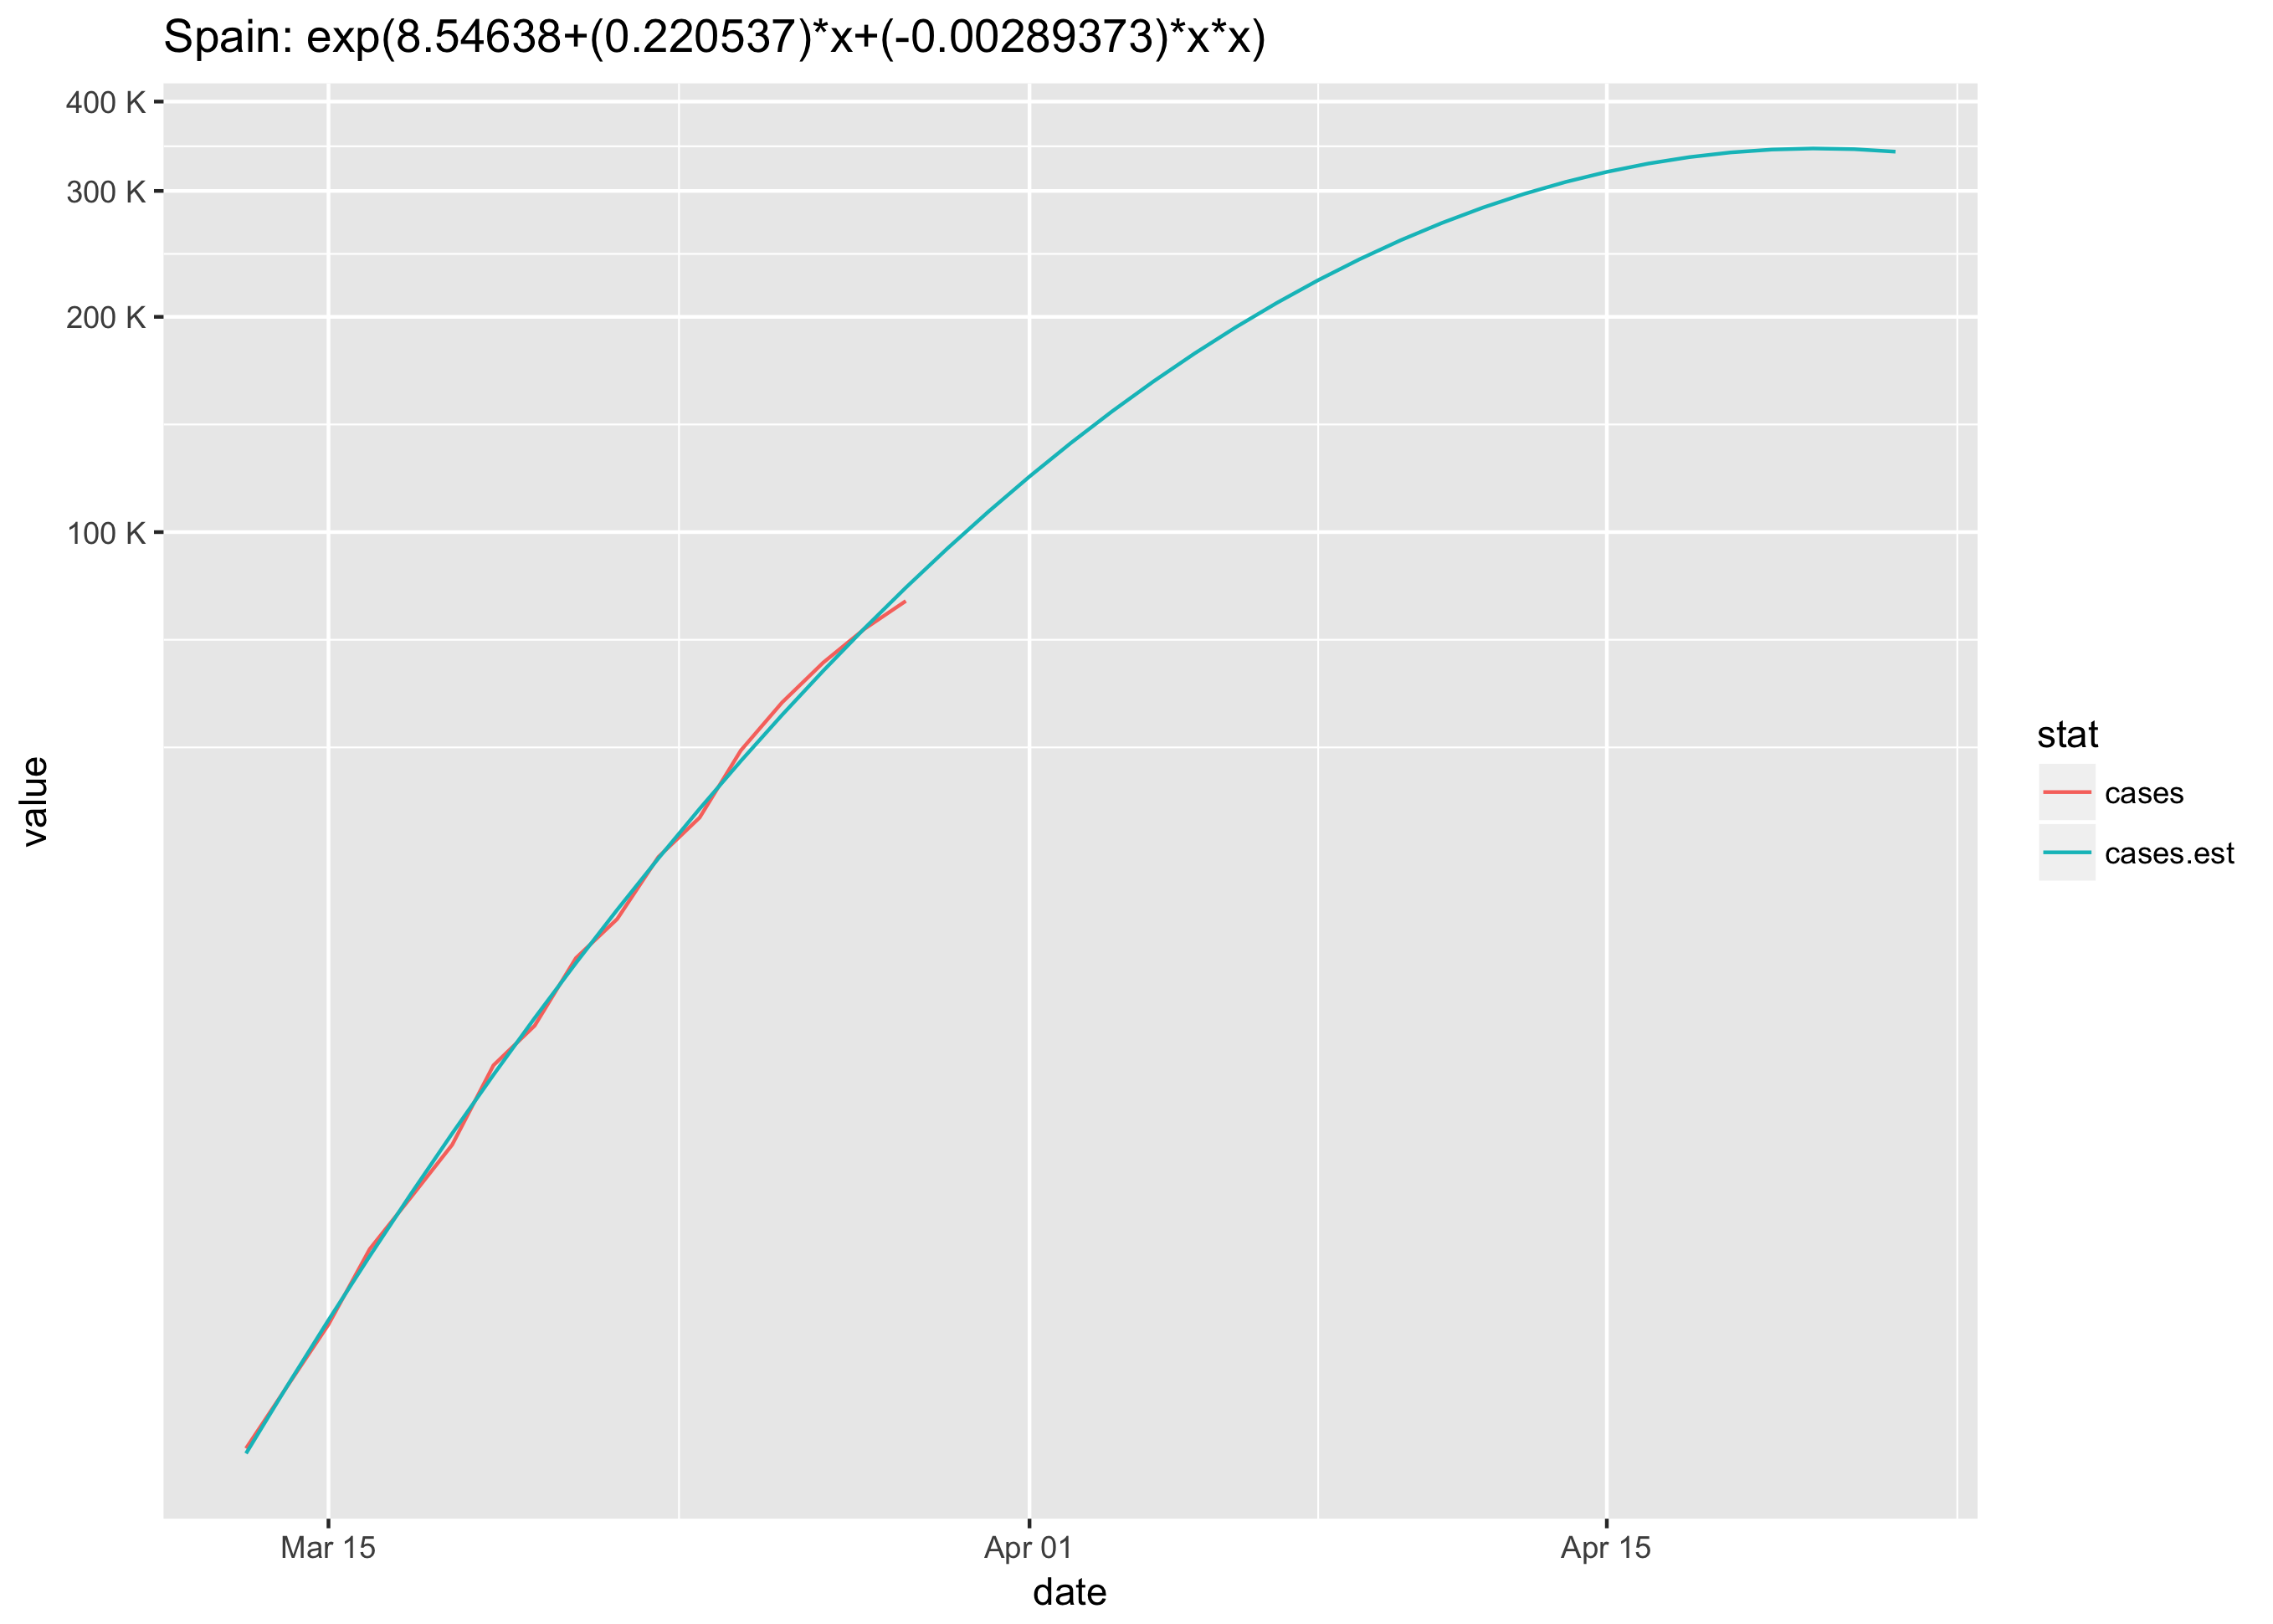 Spain: exp(8.54638+(0.220537)*x+(-0.00289373)*x*x)
400 K
300 K
200 K
100 K
value
Mar 15
Apr 01
Apr 15
date
stat
cases
cases.est